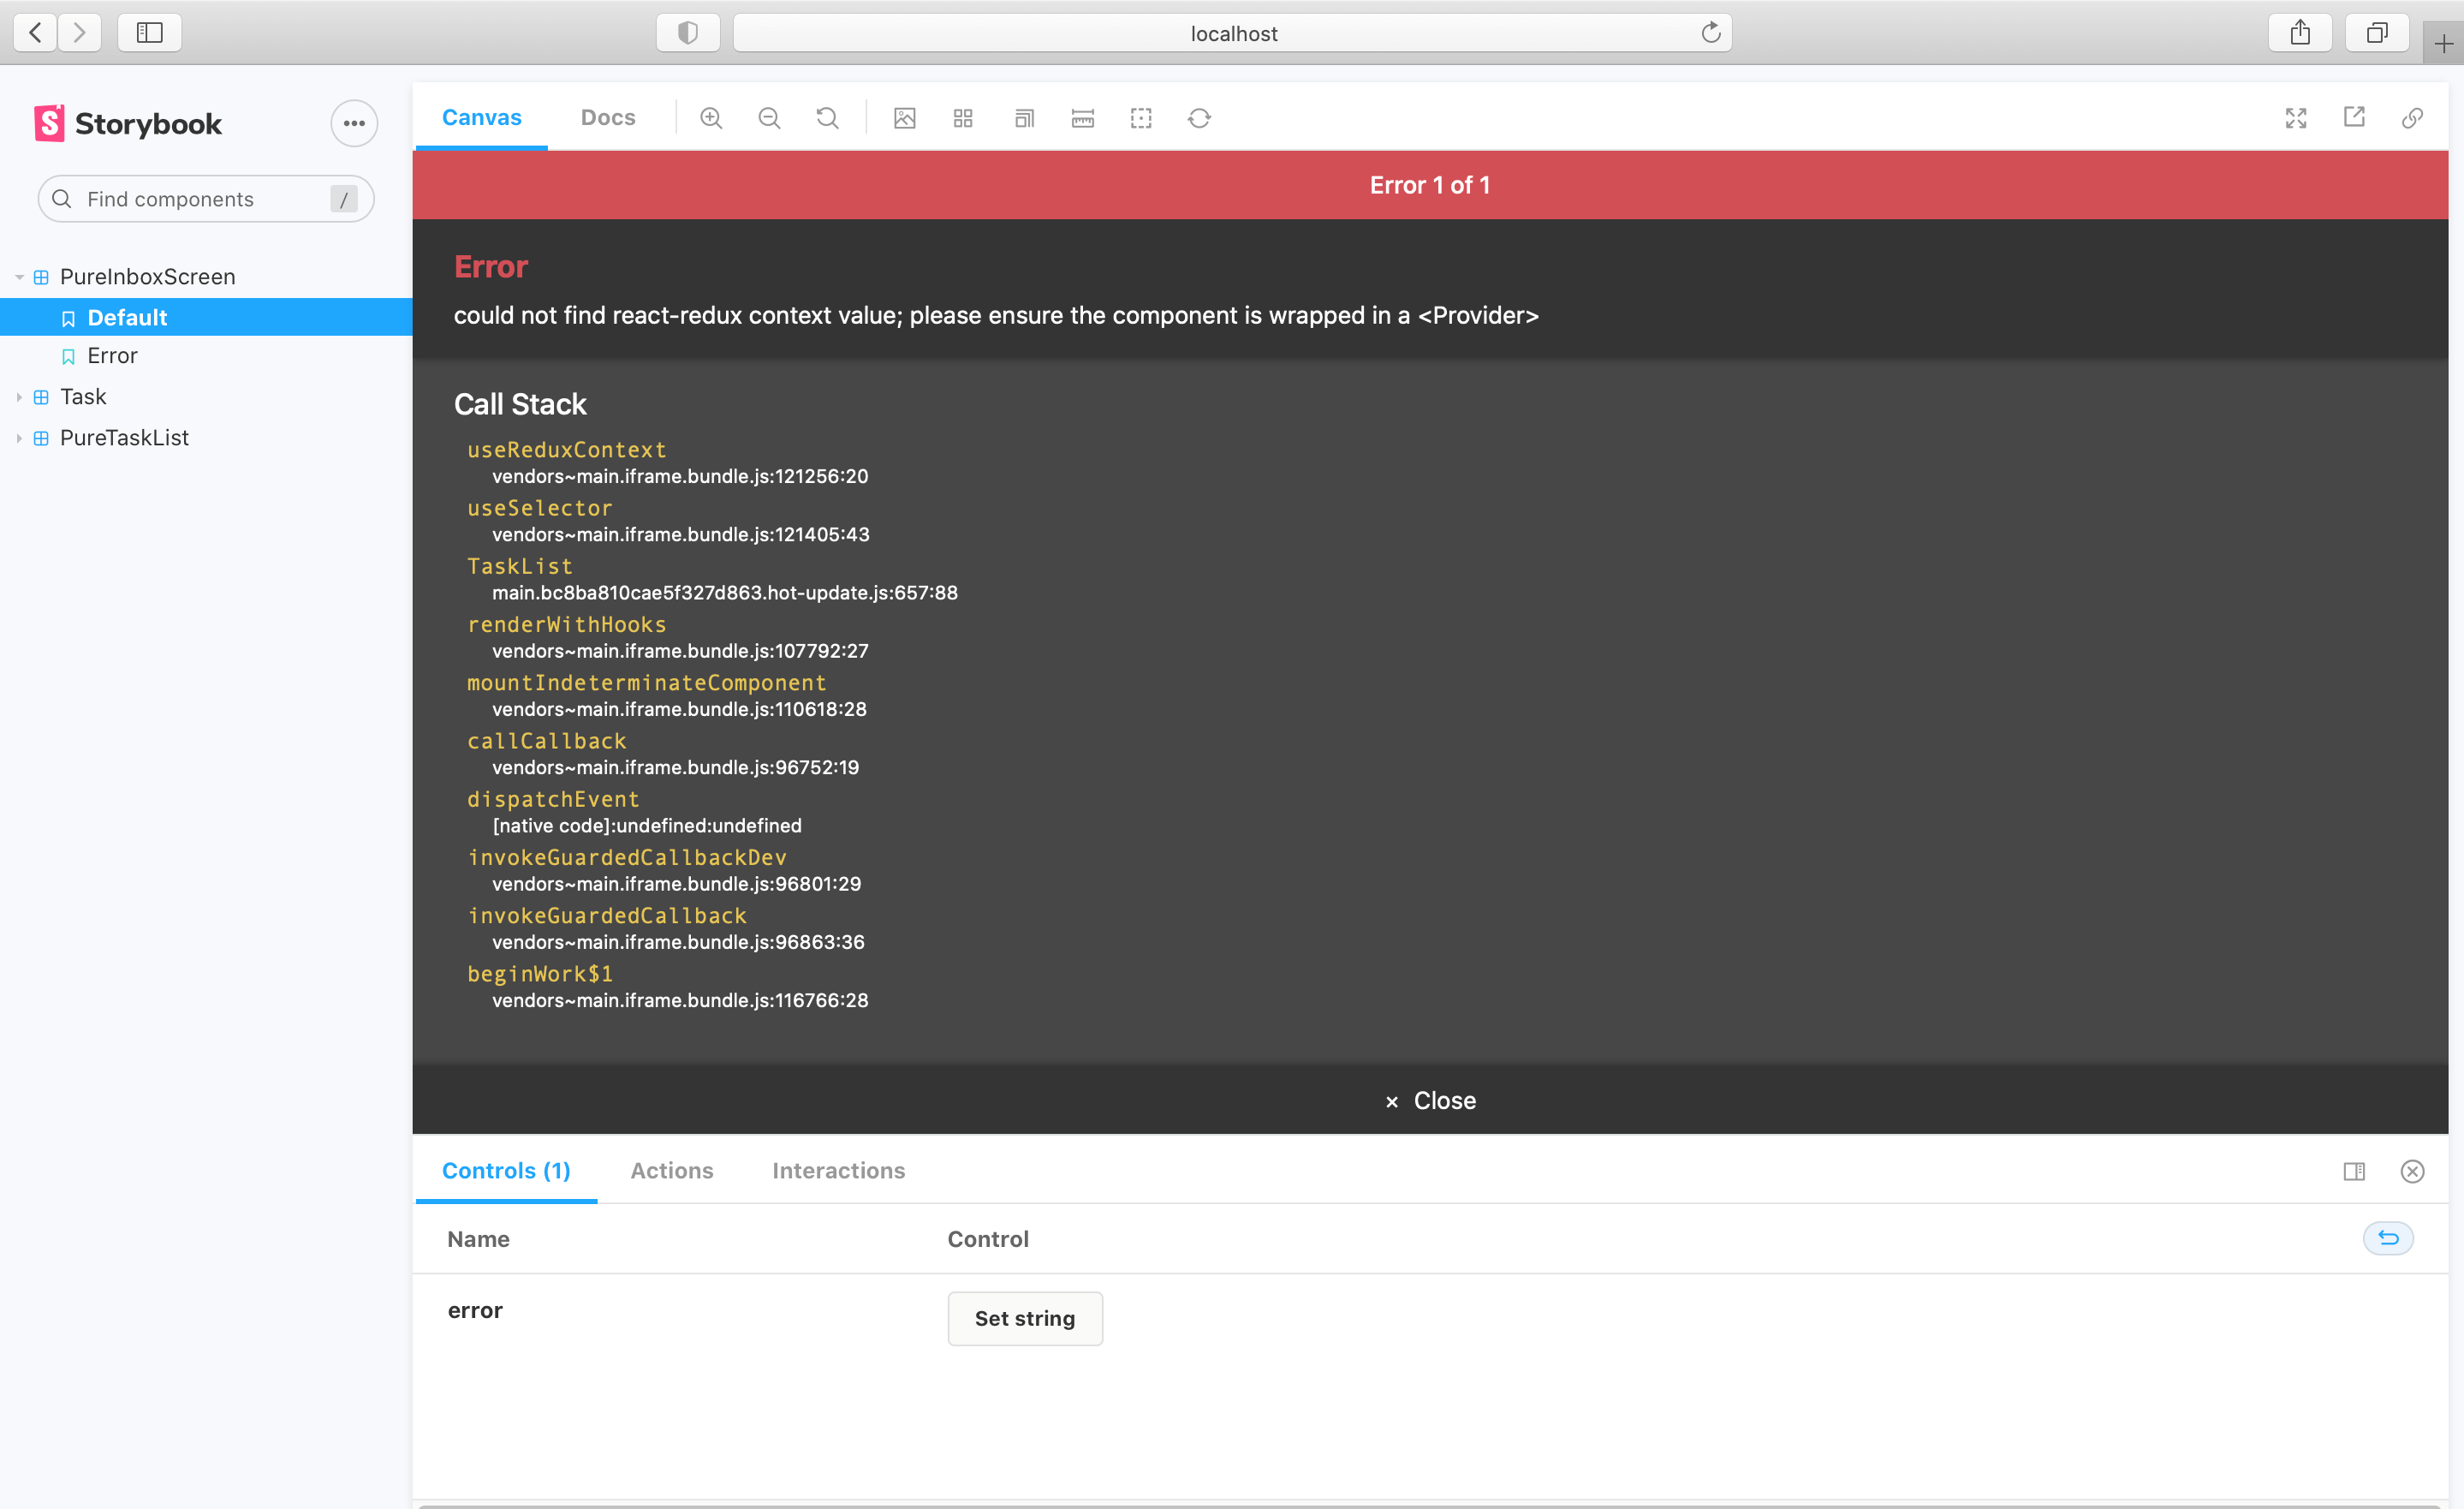 localhost
Storybook
Find components /
PureInboxScreen
Default
Error
Task
PureTaskList
Canvas Docs
Error 1 of 1
Error
could not find react-redux context value; please ensure the component is wrapped in a <Provider>
Call Stack
useReduxContext
vendors~main.iframe.bundle.js:121256:20
useSelector
vendors~main.iframe.bundle.js:121405:43
TaskList
main.bc8ba810cae5f327d863.hot-update.js:657:88
renderWithHooks
vendors~main.iframe.bundle.js:107792:27
mountIndeterminateComponent
vendors~main.iframe.bundle.js:110618:28
callCallback
vendors~main.iframe.bundle.js:96752:19
dispatchEvent
[native code]:undefined:undefined
invokeGuardedCallbackDev
vendors~main.iframe.bundle.js:96801:29
invokeGuardedCallback
vendors~main.iframe.bundle.js:96863:36
beginWork$1
vendors~main.iframe.bundle.js:116766:28
× Close
Controls (1) Actions Interactions
Name Control
error Set string